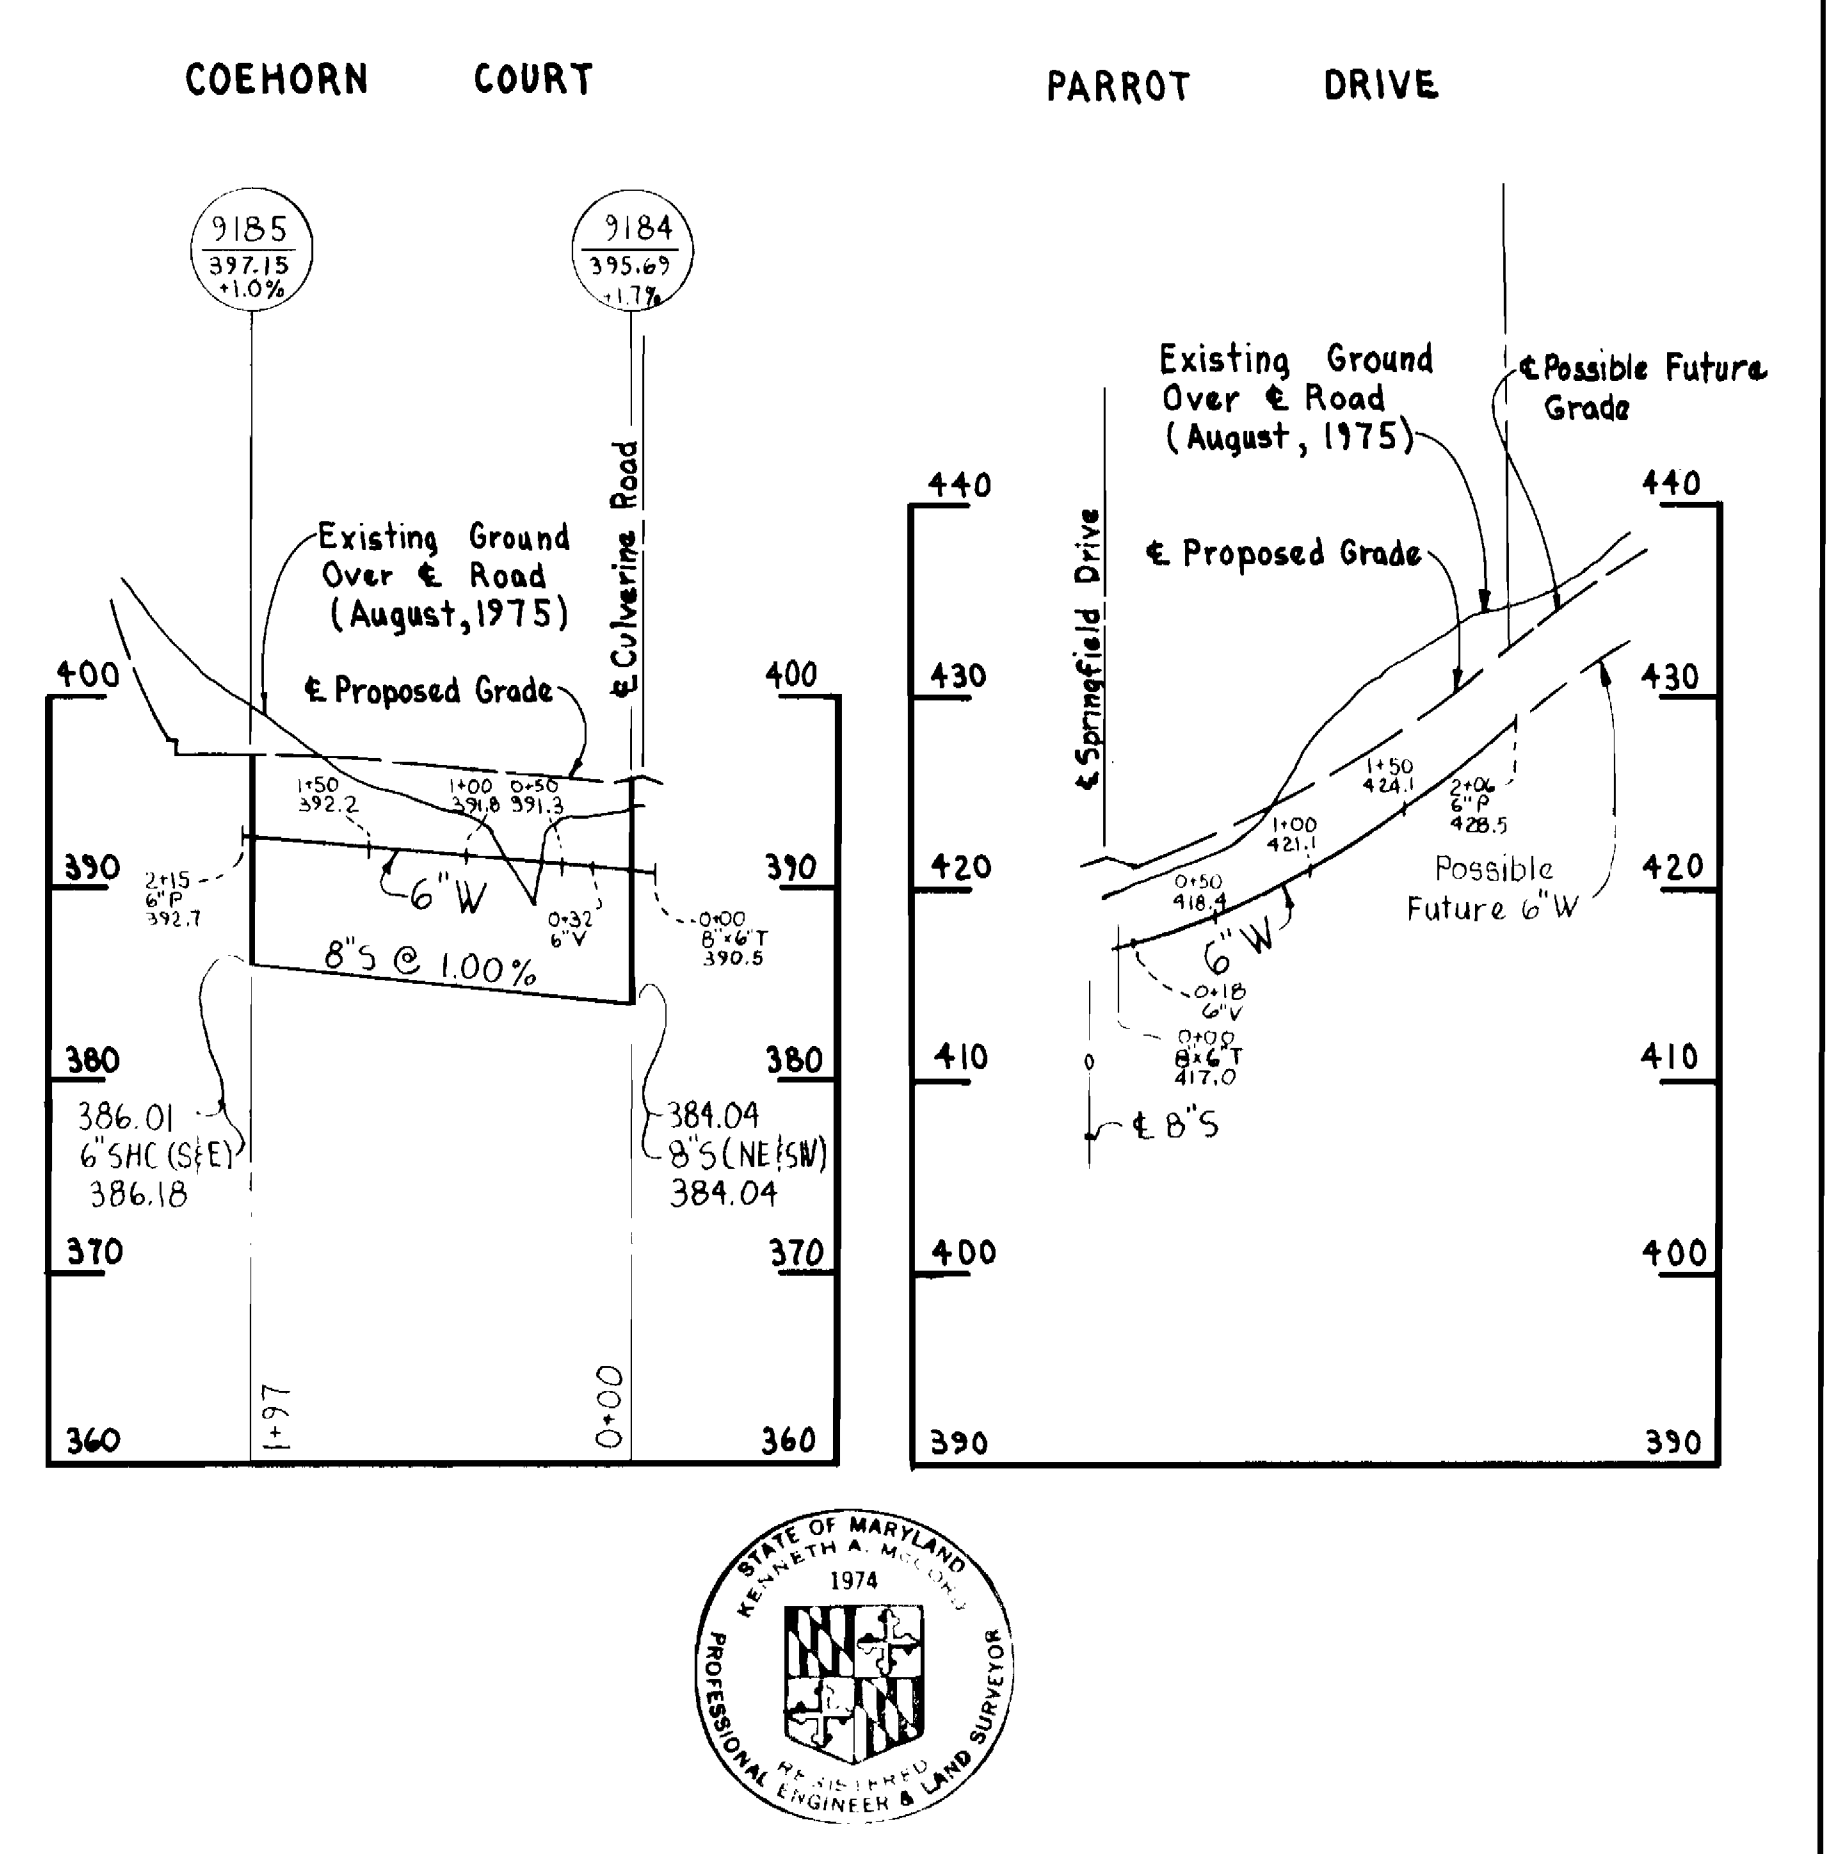 COEHORN COURT
9185
397.15
+1.0%
9184
395.69
+1.7%
Existing Ground
Over ℄ Road
(August, 1975)
℄ Proposed Grade
℄ Culverine Road
400
400
1+50
392.2
1+00
391.8
0+50
391.3
390
390
2+15
6"P
392.7
6"W
0+32
6"V
0+00
8"x6"T
390.5
8"S @ 1.00%
380
380
386.01
6"SHC (S&E)
386.18
384.04
8"S (NE&SW)
384.04
370
370
1+97
0+00
360
360
PARROT DRIVE
Existing Ground
Over ℄ Road
(August, 1975)
℄ Possible Future
Grade
440
440
℄ Proposed Grade
℄ Springfield Drive
430
430
1+50
424.1
2+06
6"P
428.5
1+00
421.1
420
420
0+50
418.4
Possible
Future 6"W
6"W
0+18
6"V
0+00
8"x6"T
417.0
410
410
℄ 8"S
400
400
390
390
STATE OF MARYLAND
KENNETH A. McCORD
1974
REGISTERED
PROFESSIONAL ENGINEER & LAND SURVEYOR